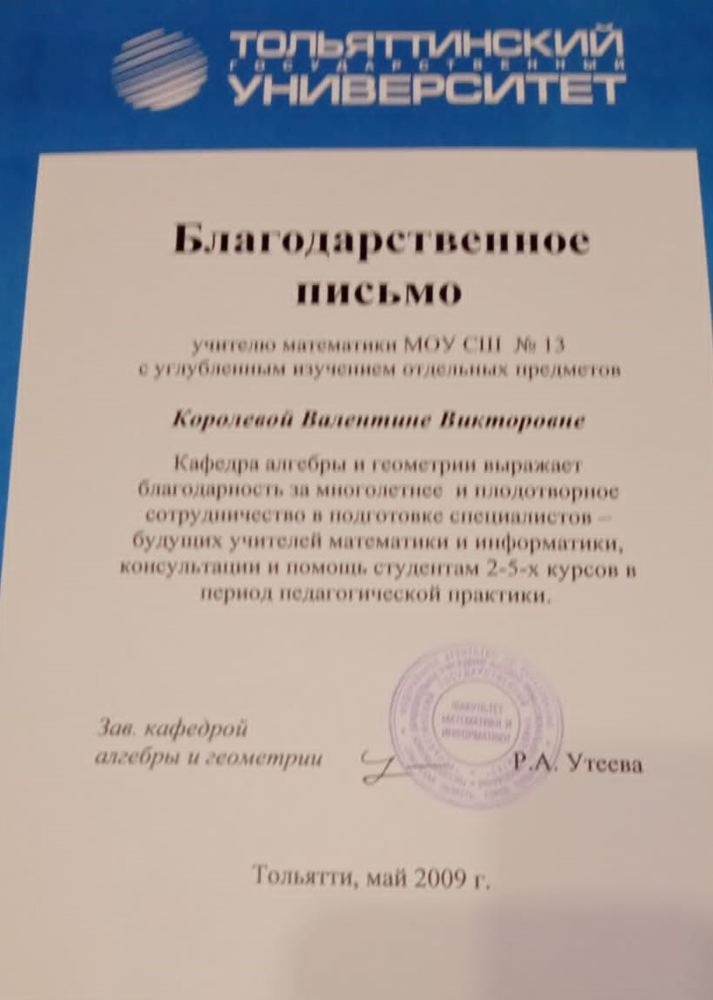 ТОЛЬЯТТИНСКИЙ
ГОСУДАРСТВЕННЫЙ
УНИВЕРСИТЕТ
Благодарственное
письмо
учителю математики МОУ СШ № 13
с углубленным изучением отдельных предметов
Королевой Валентине Викторовне
Кафедра алгебры и геометрии выражает
благодарность за многолетнее и плодотворное
сотрудничество в подготовке специалистов –
будущих учителей математики и информатики,
консультации и помощь студентам 2-5-х курсов в
период педагогической практики.
ФАКУЛЬТЕТ
МАТЕМАТИКИ И
ИНФОРМАТИКИ
Зав. кафедрой
алгебры и геометрии
Р.А. Утеева
Тольятти, май 2009 г.